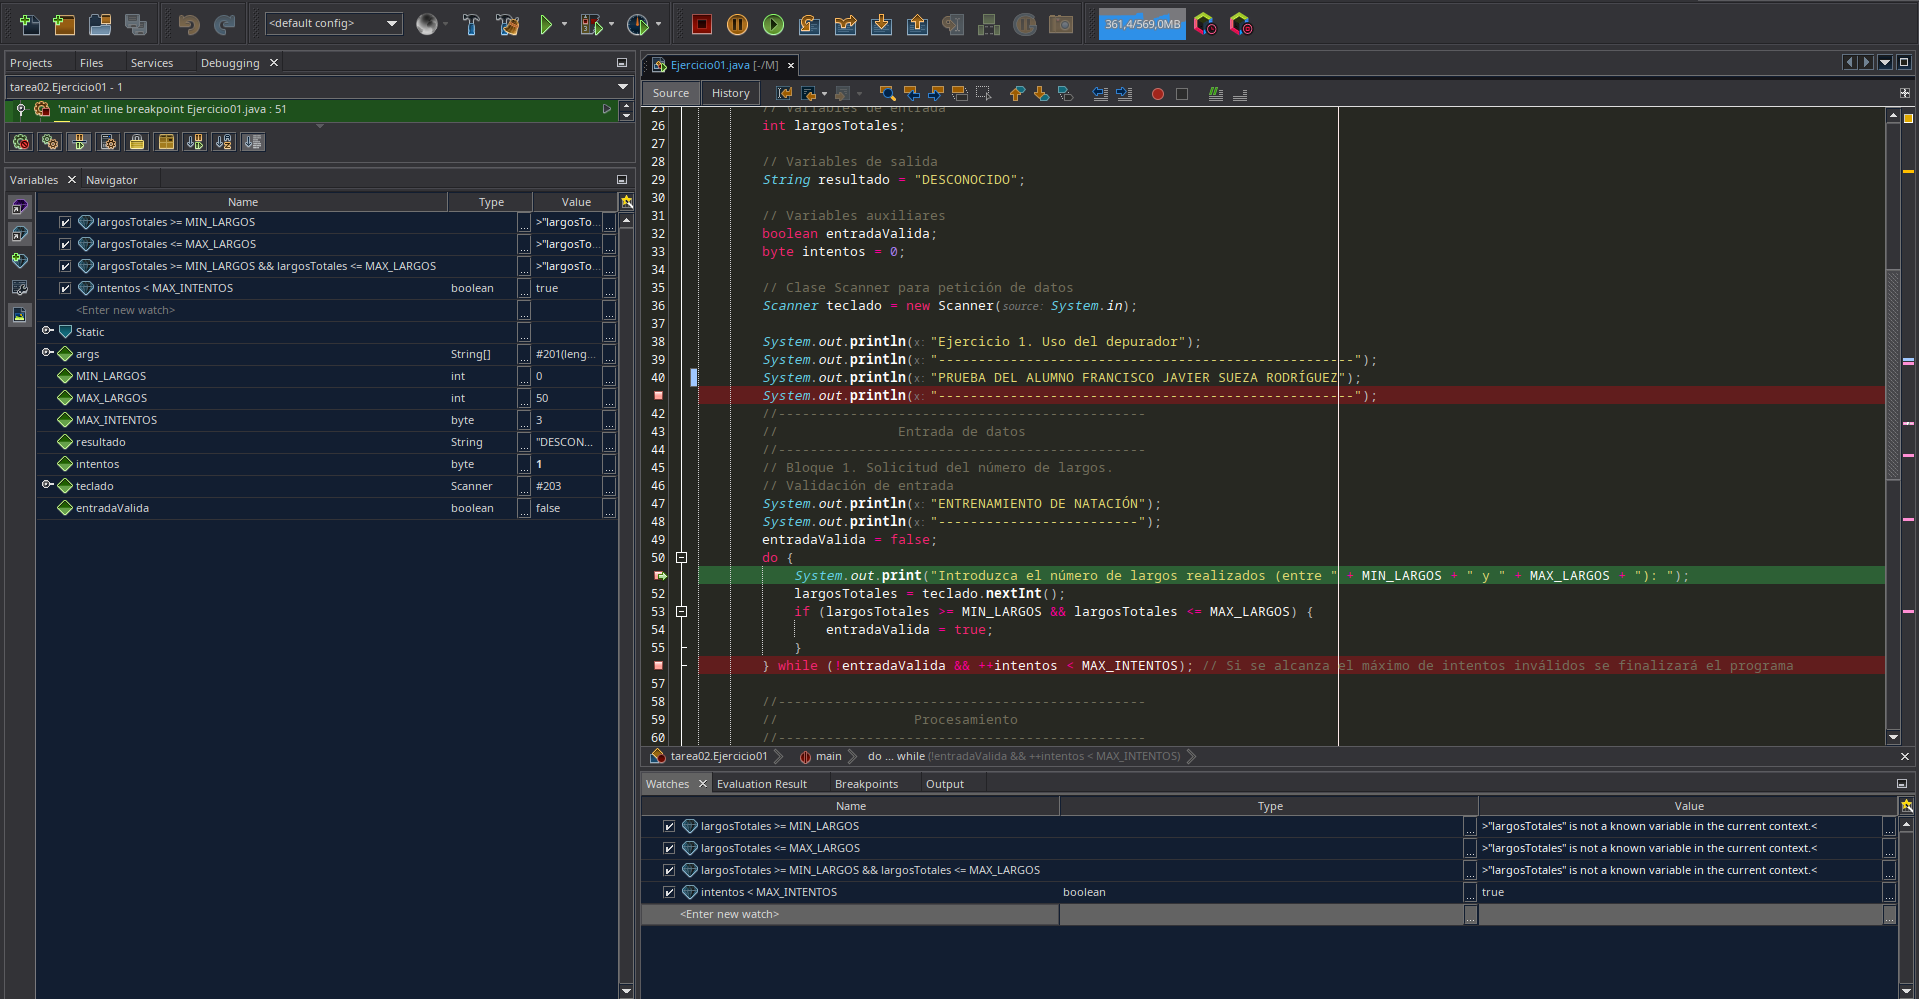 <default config>
361,4/569,0MB
Projects Files Services Debugging
tarea02.Ejercicio01 - 1
'main' at line breakpoint Ejercicio01.java : 51
Variables Navigator
Name Type Value
largosTotales >= MIN_LARGOS ... >"largosTo... ...
largosTotales <= MAX_LARGOS ... >"largosTo... ...
largosTotales >= MIN_LARGOS && largosTotales <= MAX_LARGOS ... >"largosTo... ...
intentos < MAX_INTENTOS boolean ... true ...
<Enter new watch> ... ...
Static ... ...
args String[] ... #201(leng... ...
MIN_LARGOS int ... 0 ...
MAX_LARGOS int ... 50 ...
MAX_INTENTOS byte ... 3 ...
resultado String ... "DESCON... ...
intentos byte ... 1 ...
teclado Scanner ... #203 ...
entradaValida boolean ... false ...
Ejercicio01.java [-/M]
Source History
25 // Variables de entrada
26 int largosTotales;
27
28 // Variables de salida
29 String resultado = "DESCONOCIDO";
30
31 // Variables auxiliares
32 boolean entradaValida;
33 byte intentos = 0;
34
35 // Clase Scanner para petición de datos
36 Scanner teclado = new Scanner(source: System.in);
37
38 System.out.println(x: "Ejercicio 1. Uso del depurador");
39 System.out.println(x: "----------------------------------------------------");
40 System.out.println(x: "PRUEBA DEL ALUMNO FRANCISCO JAVIER SUEZA RODRÍGUEZ");
System.out.println(x: "----------------------------------------------------");
42 //----------------------------------------------
43 // Entrada de datos
44 //----------------------------------------------
45 // Bloque 1. Solicitud del número de largos.
46 // Validación de entrada
47 System.out.println(x: "ENTRENAMIENTO DE NATACIÓN");
48 System.out.println(x: "-------------------------");
49 entradaValida = false;
50 do {
System.out.print("Introduzca el número de largos realizados (entre " + MIN_LARGOS + " y " + MAX_LARGOS + "): ");
52 largosTotales = teclado.nextInt();
53 if (largosTotales >= MIN_LARGOS && largosTotales <= MAX_LARGOS) {
54 entradaValida = true;
55 }
} while (!entradaValida && ++intentos < MAX_INTENTOS); // Si se alcanza el máximo de intentos inválidos se finalizará el programa
57
58 //----------------------------------------------
59 // Procesamiento
60 //----------------------------------------------
tarea02.Ejercicio01 main do ... while (!entradaValida && ++intentos < MAX_INTENTOS)
Watches Evaluation Result Breakpoints Output
Name Type Value
largosTotales >= MIN_LARGOS ... >"largosTotales" is not a known variable in the current context.< ...
largosTotales <= MAX_LARGOS ... >"largosTotales" is not a known variable in the current context.< ...
largosTotales >= MIN_LARGOS && largosTotales <= MAX_LARGOS ... >"largosTotales" is not a known variable in the current context.< ...
intentos < MAX_INTENTOS boolean ... true ...
<Enter new watch> ... ...